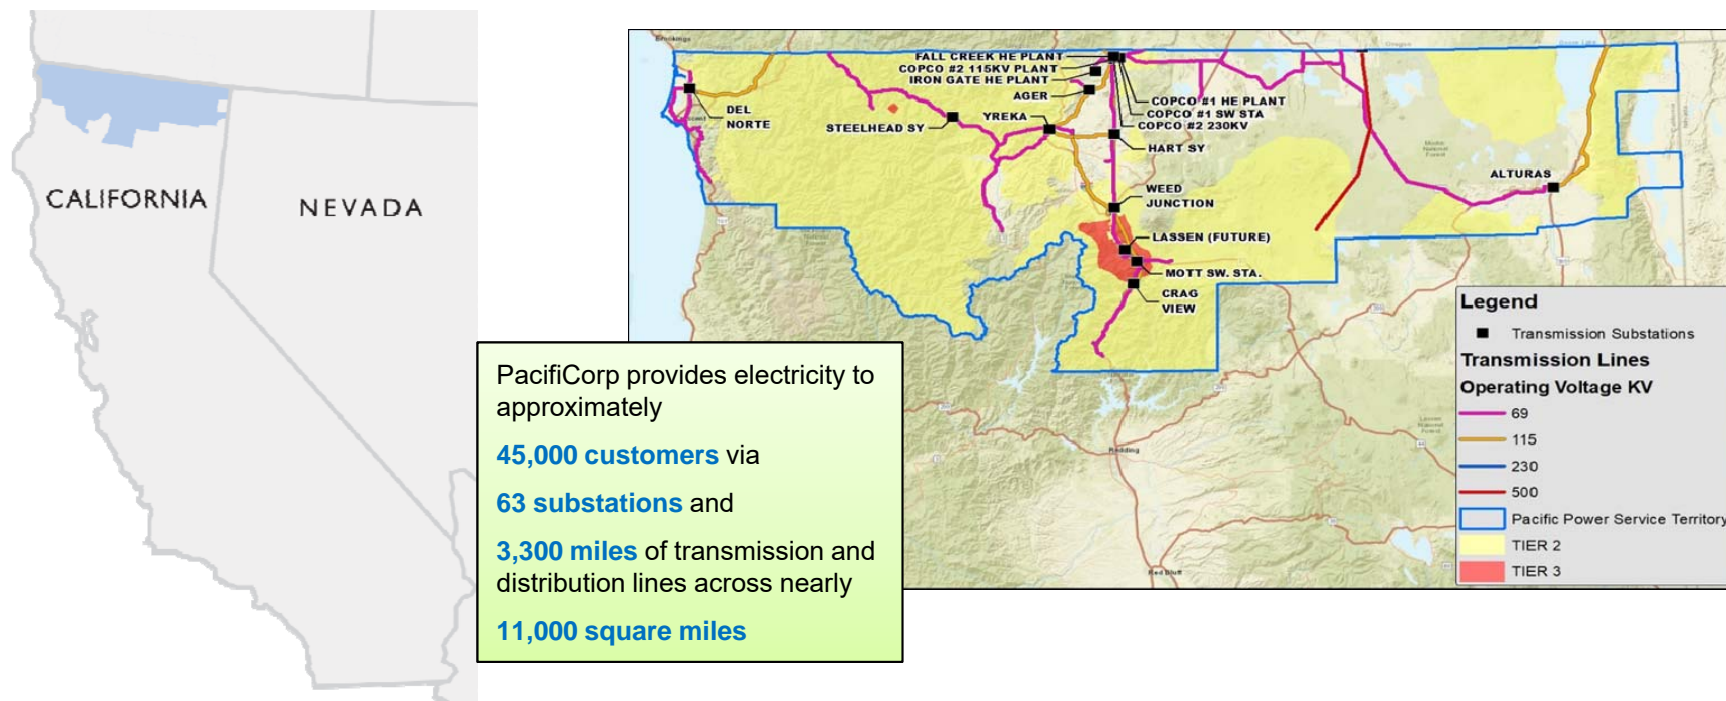 CALIFORNIA
NEVADA
Brookings
FALL CREEK HE PLANT
COPCO #2 115KV PLANT
IRON GATE HE PLANT
AGER
DEL
NORTE
STEELHEAD SY
YREKA
COPCO #1 HE PLANT
COPCO #1 SW STA
COPCO #2 230KV
HART SY
WEED
JUNCTION
ALTURAS
LASSEN (FUTURE)
MOTT SW. STA.
CRAG
VIEW
Redding
Red Bluff
PacifiCorp provides electricity to
approximately
45,000 customers via
63 substations and
3,300 miles of transmission and
distribution lines across nearly
11,000 square miles
Legend
Transmission Substations
Transmission Lines
Operating Voltage KV
69
115
230
500
Pacific Power Service Territory
TIER 2
TIER 3